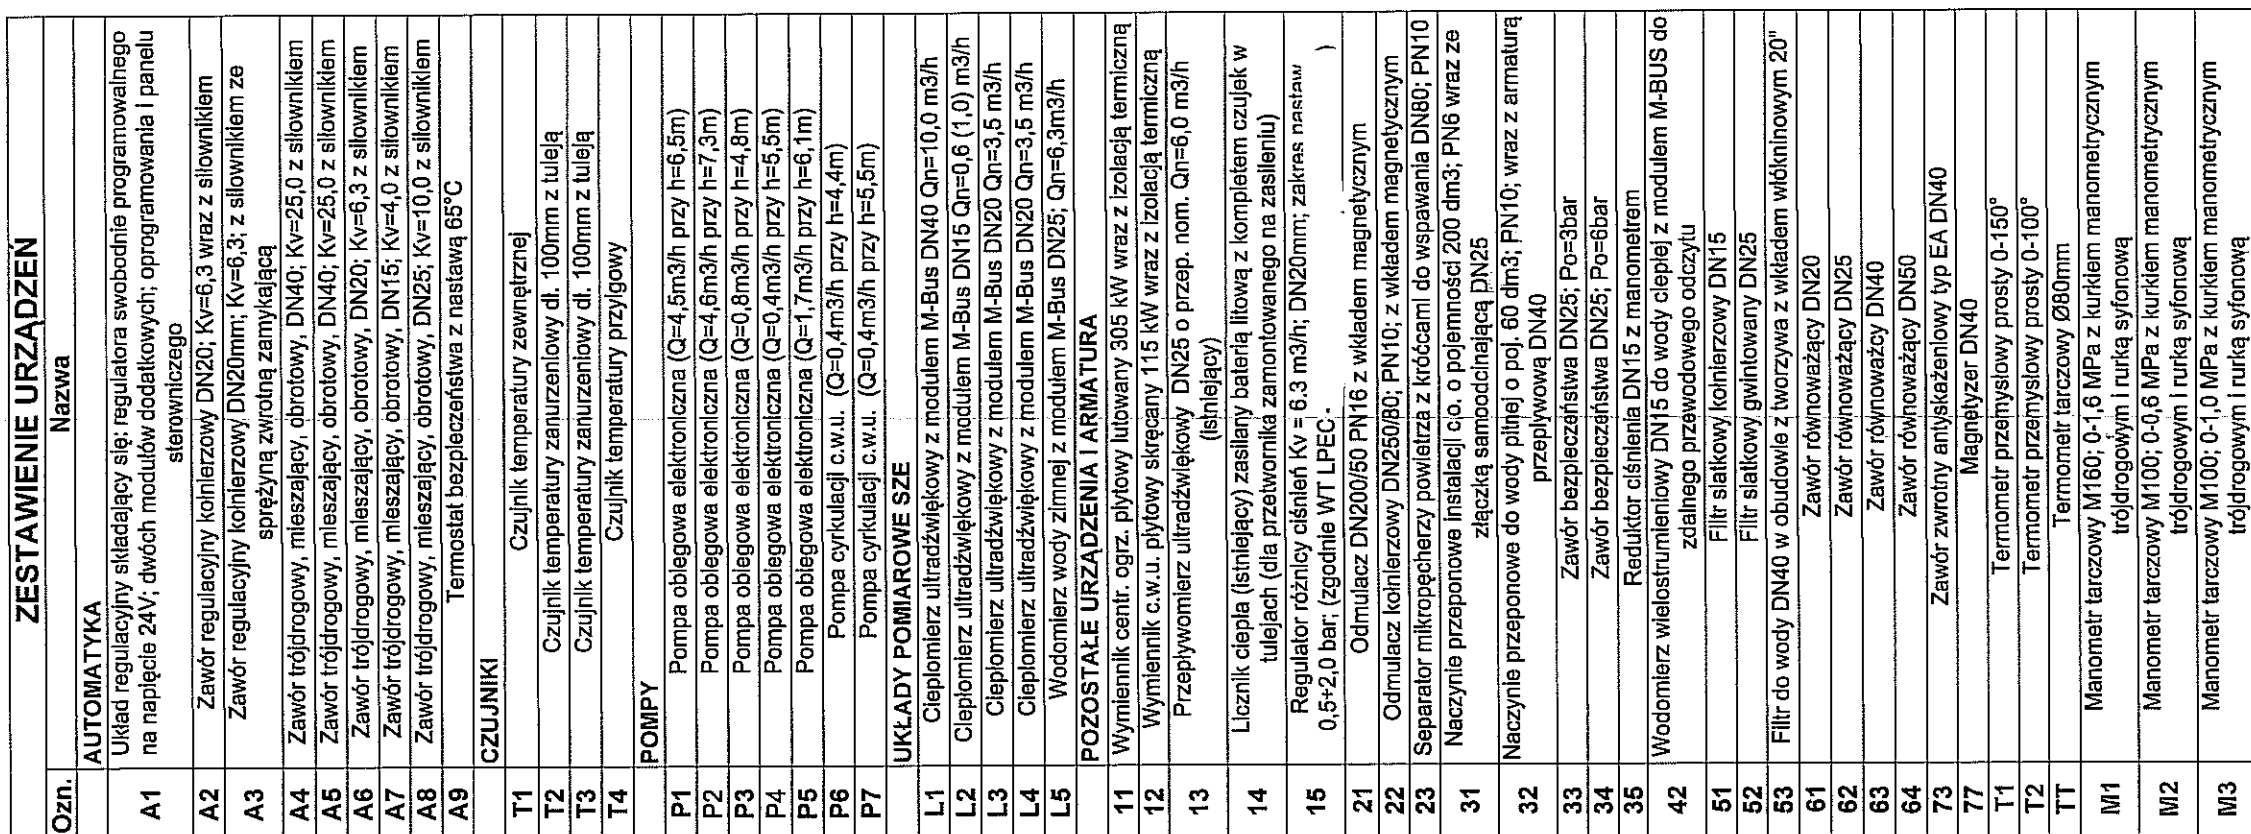 ZESTAWIENIE URZĄDZEŃ
Ozn. Nazwa
AUTOMATYKA
A1 Układ regulacyjny składający się: regulatora swobodnie programowalnego
na napięcie 24V; dwóch modułów dodatkowych; oprogramowania i panelu
sterowniczego
A2 Zawór regulacyjny kołnierzowy DN20; Kv=6,3 wraz z siłownikiem
A3 Zawór regulacyjny kołnierzowy DN20mm; Kv=6,3; z siłownikiem ze
sprężyną zwrotną zamykającą
A4 Zawór trójdrogowy, mieszający, obrotowy, DN40; Kv=25,0 z siłownikiem
A5 Zawór trójdrogowy, mieszający, obrotowy, DN40; Kv=25,0 z siłownikiem
A6 Zawór trójdrogowy, mieszający, obrotowy, DN20; Kv=6,3 z siłownikiem
A7 Zawór trójdrogowy, mieszający, obrotowy, DN15; Kv=4,0 z siłownikiem
A8 Zawór trójdrogowy, mieszający, obrotowy, DN25; Kv=10,0 z siłownikiem
A9 Termostat bezpieczeństwa z nastawą 65°C
CZUJNIKI
T1 Czujnik temperatury zewnętrznej
T2 Czujnik temperatury zanurzeniowy dł. 100mm z tuleją
T3 Czujnik temperatury zanurzeniowy dł. 100mm z tuleją
T4 Czujnik temperatury przylgowy
POMPY
P1 Pompa obiegowa elektroniczna (Q=4,5m3/h przy h=6,5m)
P2 Pompa obiegowa elektroniczna (Q=4,6m3/h przy h=7,3m)
P3 Pompa obiegowa elektroniczna (Q=0,8m3/h przy h=4,8m)
P4 Pompa obiegowa elektroniczna (Q=0,4m3/h przy h=5,5m)
P5 Pompa obiegowa elektroniczna (Q=1,7m3/h przy h=6,1m)
P6 Pompa cyrkulacji c.w.u. (Q=0,4m3/h przy h=4,4m)
P7 Pompa cyrkulacji c.w.u. (Q=0,4m3/h przy h=5,5m)
UKŁADY POMIAROWE SZE
L1 Ciepłomierz ultradźwiękowy z modułem M-Bus DN40 Qn=10,0 m3/h
L2 Ciepłomierz ultradźwiękowy z modułem M-Bus DN15 Qn=0,6 (1,0) m3/h
L3 Ciepłomierz ultradźwiękowy z modułem M-Bus DN20 Qn=3,5 m3/h
L4 Ciepłomierz ultradźwiękowy z modułem M-Bus DN20 Qn=3,5 m3/h
L5 Wodomierz wody zimnej z modułem M-Bus DN25; Qn=6,3m3/h
POZOSTAŁE URZĄDZENIA I ARMATURA
11 Wymiennik centr. ogrz. płytowy lutowany 305 kW wraz z izolacją termiczną
12 Wymiennik c.w.u. płytowy skręcany 115 kW wraz z izolacją termiczną
13 Przepływomierz ultradźwiękowy DN25 o przep. nom. Qn=6,0 m3/h
(istniejący)
14 Licznik ciepła (istniejący) zasilany baterią litową z kompletem czujek w
tulejach (dla przetwornika zamontowanego na zasileniu)
15 Regulator różnicy ciśnień Kv = 6.3 m3/h; DN20mm; zakres nastaw
0,5÷2,0 bar; (zgodnie WT LPEC- )
21 Odmulacz DN200/50 PN16 z wkładem magnetycznym
22 Odmulacz kołnierzowy DN250/80; PN10; z wkładem magnetycznym
23 Separator mikropęcherzy powietrza z króćcami do wspawania DN80; PN10
31 Naczynie przeponowe instalacji c.o. o pojemności 200 dm3; PN6 wraz ze
złączką samoodcinającą DN25
32 Naczynie przeponowe do wody pitnej o poj. 60 dm3; PN10; wraz z armaturą
przepływową DN40
33 Zawór bezpieczeństwa DN25; Po=3bar
34 Zawór bezpieczeństwa DN25; Po=6bar
35 Reduktor ciśnienia DN15 z manometrem
42 Wodomierz wielostrumieniowy DN15 do wody ciepłej z modułem M-BUS do
zdalnego przewodowego odczytu
51 Filtr siatkowy kołnierzowy DN15
52 Filtr siatkowy gwintowany DN25
53 Filtr do wody DN40 w obudowie z tworzywa z wkładem włókninowym 20"
61 Zawór równoważący DN20
62 Zawór równoważący DN25
63 Zawór równoważcy DN40
64 Zawór równoważący DN50
73 Zawór zwrotny antyskażeniowy typ EA DN40
77 Magnetyzer DN40
T1 Termometr przemysłowy prosty 0-150°
T2 Termometr przemysłowy prosty 0-100°
TT Termometr tarczowy Ø80mm
M1 Manometr tarczowy M160; 0-1,6 MPa z kurkiem manometrycznym
trójdrogowym i rurką syfonową
M2 Manometr tarczowy M100; 0-0,6 MPa z kurkiem manometrycznym
trójdrogowym i rurką syfonową
M3 Manometr tarczowy M100; 0-1,0 MPa z kurkiem manometrycznym
trójdrogowym i rurką syfonową